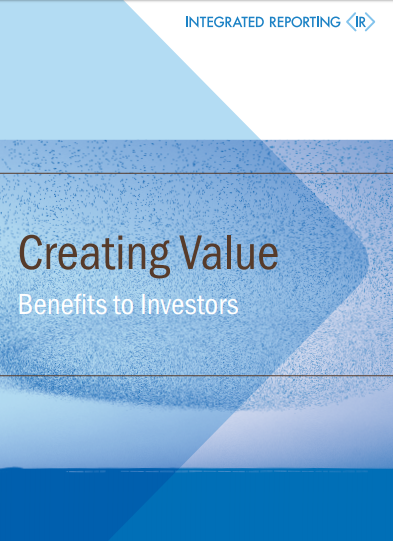 INTEGRATED REPORTING <IR>
Creating Value
Benefits to Investors